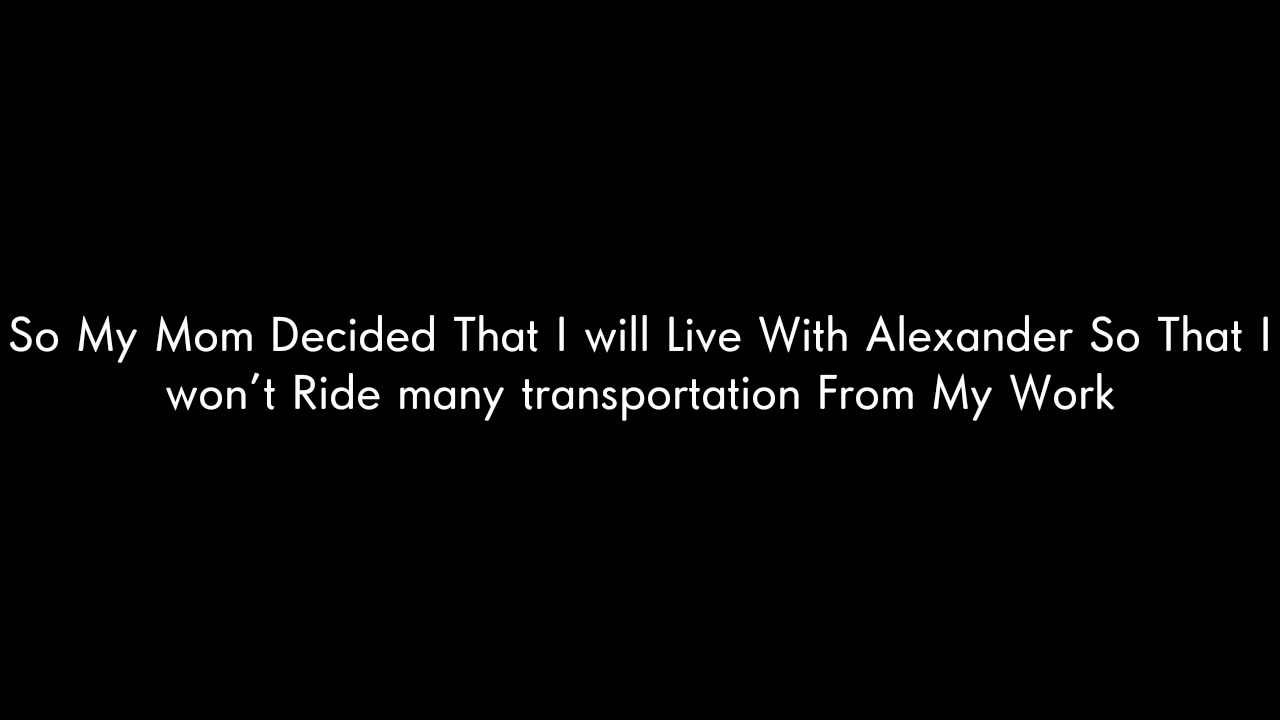 So My Mom Decided That I will Live With Alexander So That I
won’t Ride many transportation From My Work